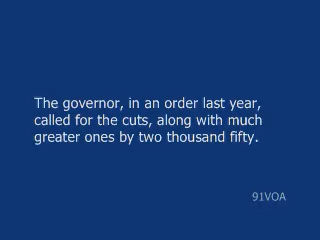 The governor, in an order last year,
called for the cuts, along with much
greater ones by two thousand fifty.
91VOA